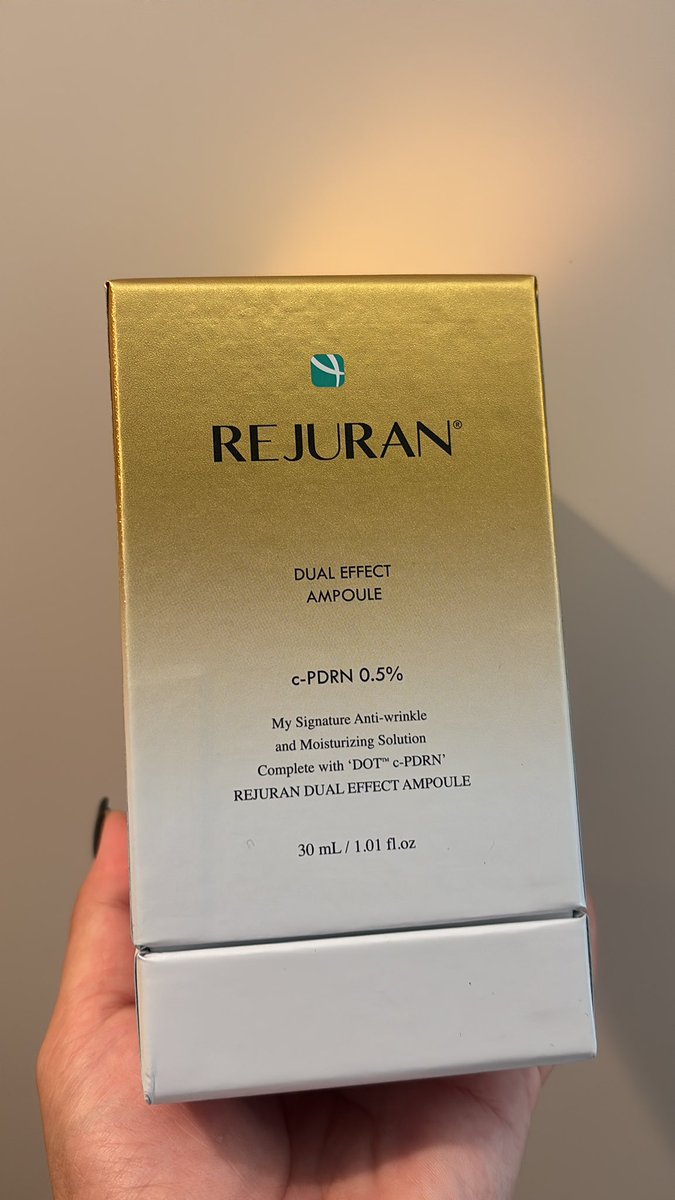 REJURAN®
DUAL EFFECT
AMPOULE
c-PDRN 0.5%
My Signature Anti-wrinkle
and Moisturizing Solution
Complete with ‘DOT™ c-PDRN’
REJURAN DUAL EFFECT AMPOULE
30 mL / 1.01 fl.oz